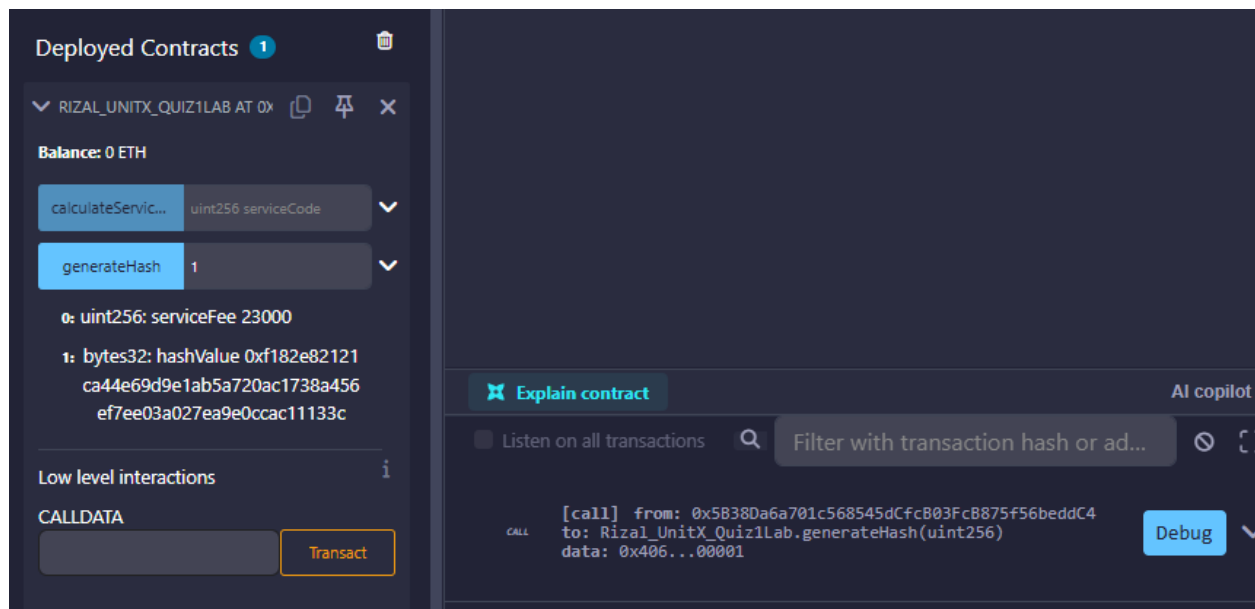 Deployed Contracts 1
RIZAL_UNITX_QUIZ1LAB AT 0X
Balance: 0 ETH
calculateServic... uint256 serviceCode
generateHash 1
0: uint256: serviceFee 23000
1: bytes32: hashValue 0xf182e82121
ca44e69d9e1ab5a720ac1738a456
ef7ee03a027ea9e0ccac11133c
Low level interactions i
CALLDATA
Transact
Explain contract
AI copilot
Listen on all transactions
Filter with transaction hash or ad...
CALL
[call] from: 0x5B38Da6a701c568545dCfcB03FcB875f56beddC4
to: Rizal_UnitX_Quiz1Lab.generateHash(uint256)
data: 0x406...00001
Debug